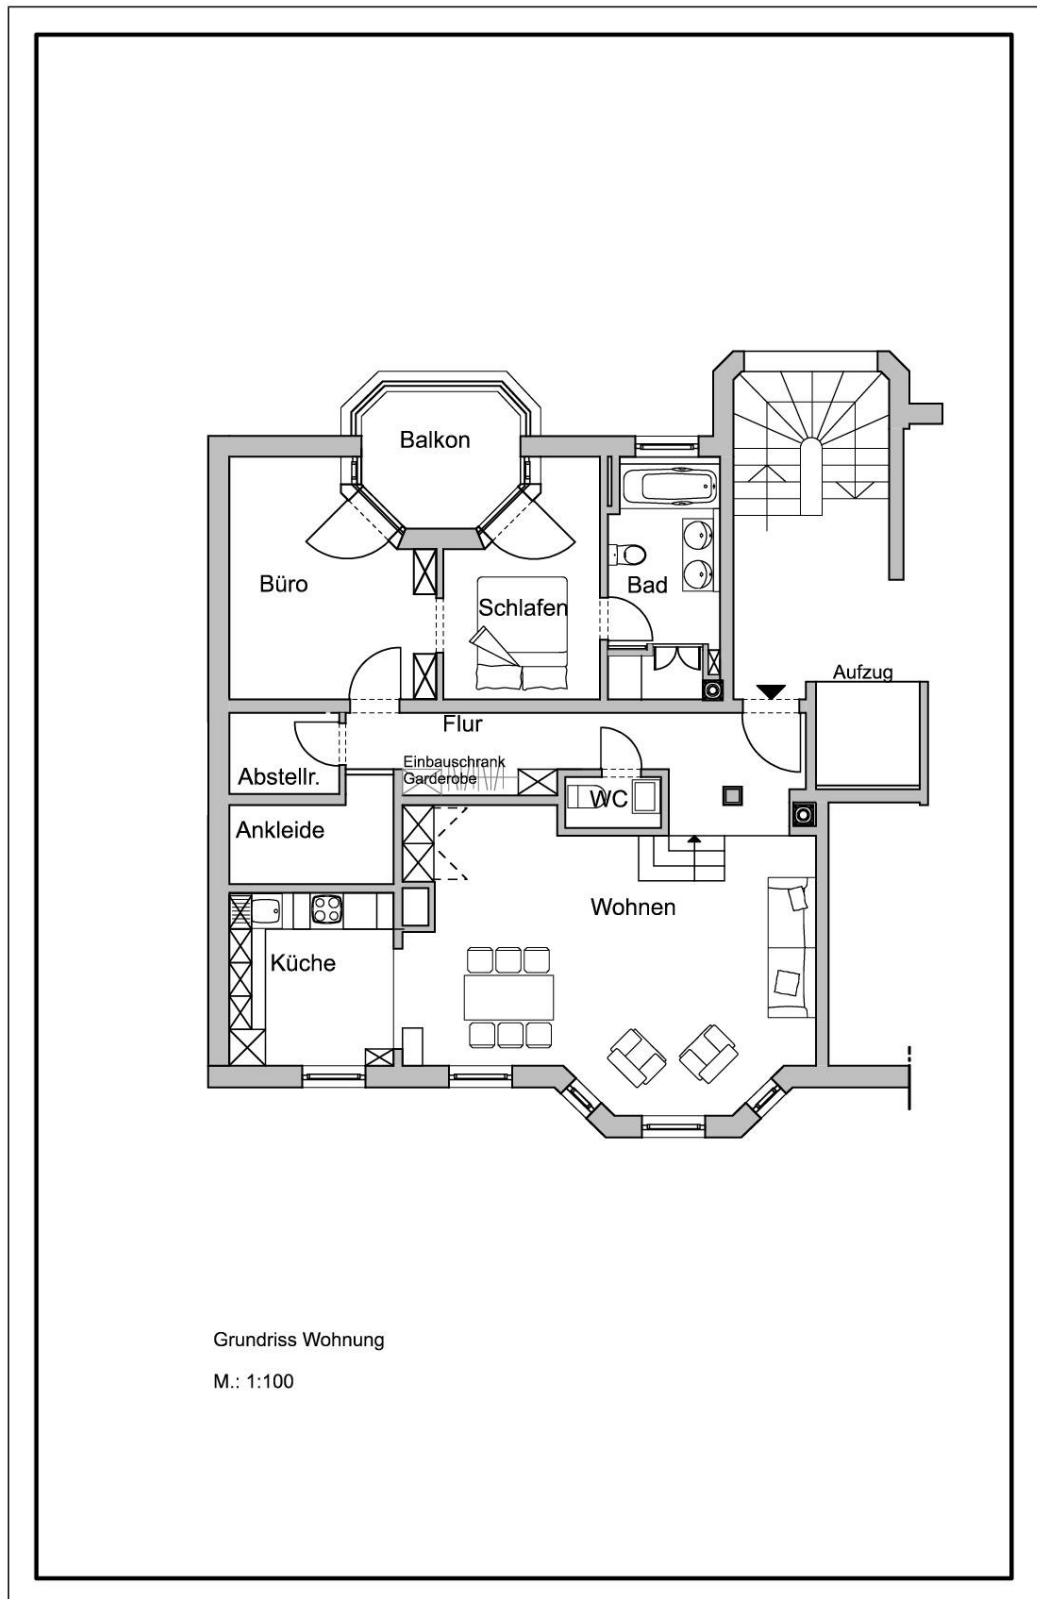 Balkon
Büro
Schlafen
Bad
Aufzug
Flur
Einbauschrank
Garderobe
Abstellr.
WC
Ankleide
Wohnen
Küche
Grundriss Wohnung
M.: 1:100